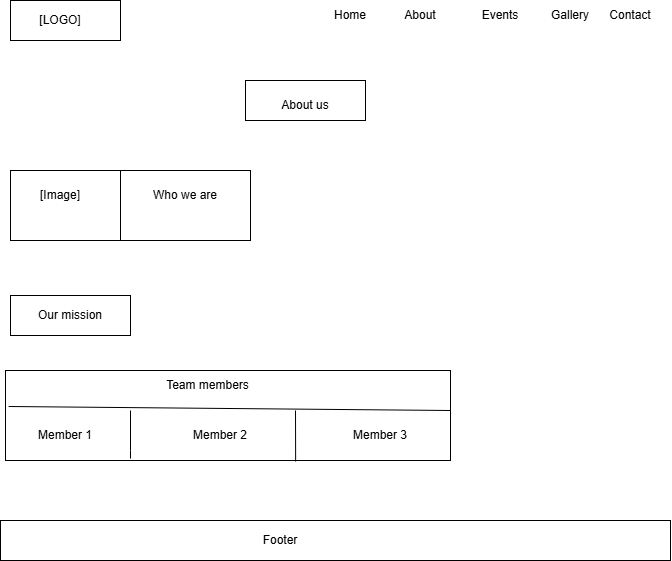 [LOGO]
Home About Events Gallery Contact
About us
[Image]
Who we are
Our mission
Team members
Member 1
Member 2
Member 3
Footer